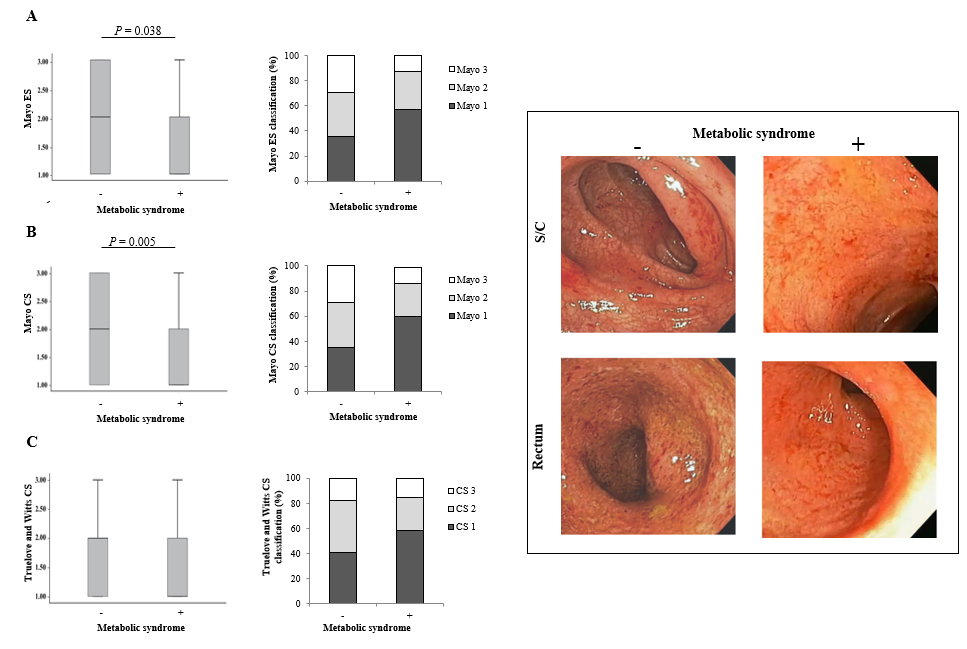 A
P = 0.038
Mayo ES
3.00
2.00
1.50
1.00
- +
Metabolic syndrome
Mayo ES classification (%)
100
80
60
40
20
0
- +
Metabolic syndrome
Mayo 3
Mayo 2
Mayo 1
B
P = 0.005
Mayo CS
3.00
2.50
2.00
1.50
1.00
- +
Metabolic syndrome
Mayo CS classification (%)
100
80
60
40
20
0
- +
Metabolic syndrome
Mayo 3
Mayo 2
Mayo 1
C
Truelove and Witts CS
3.00
2.00
1.50
1.00
- +
Metabolic syndrome
Truelove and Witts CS
classification (%)
100
80
60
40
20
0
- +
Metabolic syndrome
CS 3
CS 2
CS 1
Metabolic syndrome
- +
S/C
Rectum